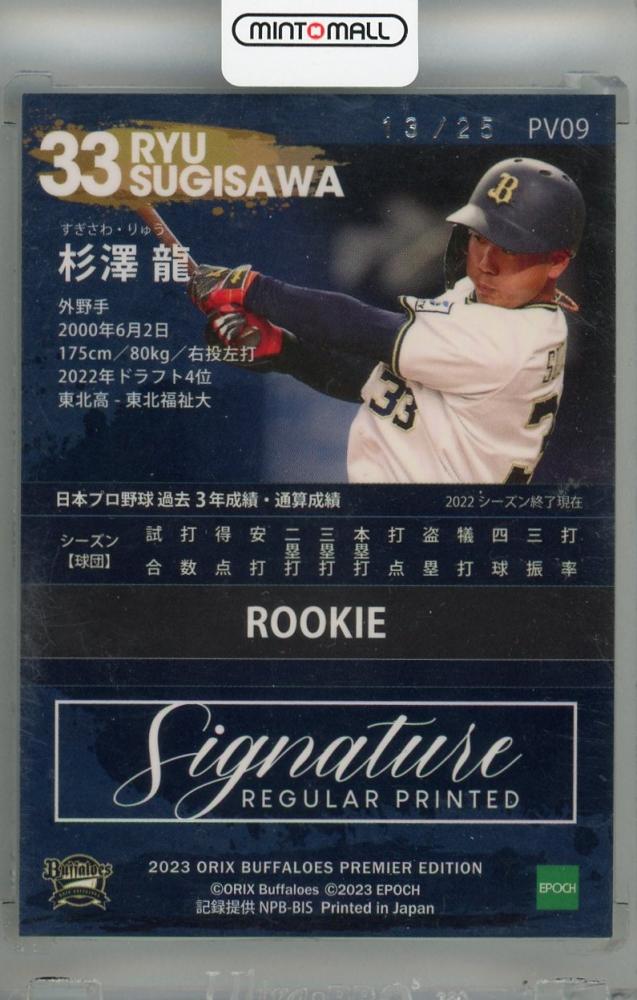 MINTOMALL
13/25 PV09
33 RYU
SUGISAWA
すぎさわ・りゅう
杉澤 龍
外野手
2000年6月2日
175cm／80kg／右投左打
2022年ドラフト4位
東北高 - 東北福祉大
33
日本プロ野球 過去 3年成績・通算成績
2022 シーズン終了現在
シーズン【球団】 試合 打数 得点 安打 二塁打 三塁打 本塁打 打点 盗塁 犠打 四球 三振 打率
ROOKIE
Signature
REGULAR PRINTED
Buffaloes
2023 ORIX BUFFALOES PREMIER EDITION
©ORIX Buffaloes ©2023 EPOCH
記録提供 NPB-BIS Printed in Japan
EPOCH